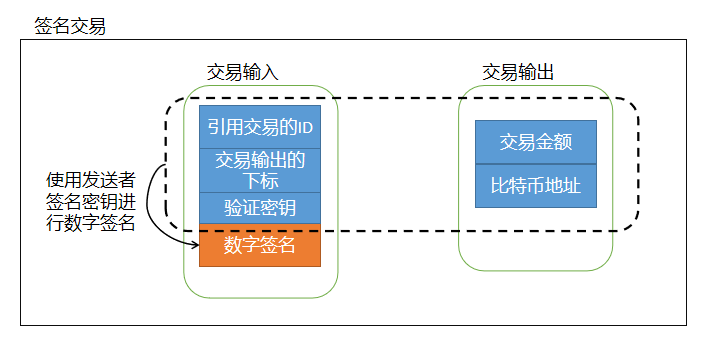 签名交易
交易输入
交易输出
引用交易的ID
交易输出的
下标
验证密钥
数字签名
交易金额
比特币地址
使用发送者
签名密钥进
行数字签名